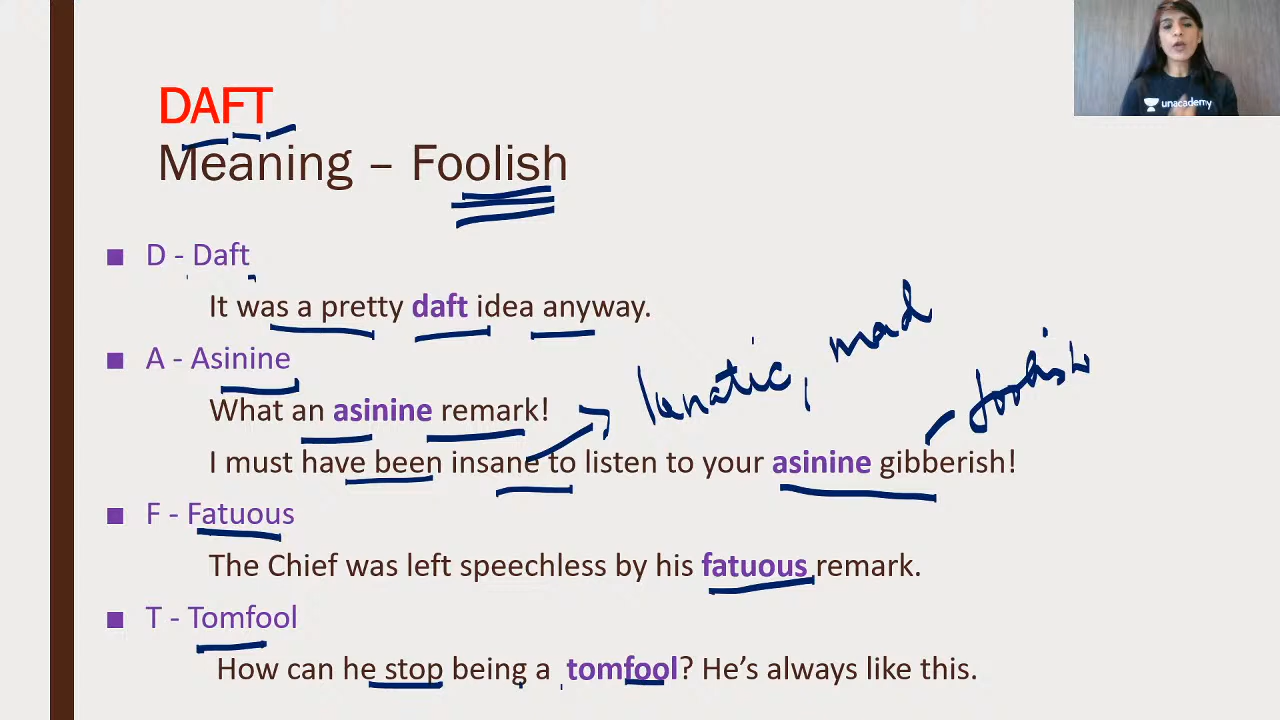 unacademy
DAFT
Meaning – Foolish
■ D - Daft
It was a pretty daft idea anyway.
■ A - Asinine
What an asinine remark!
lunatic, mad
foolish
I must have been insane to listen to your asinine gibberish!
■ F - Fatuous
The Chief was left speechless by his fatuous remark.
■ T - Tomfool
How can he stop being a tomfool? He’s always like this.